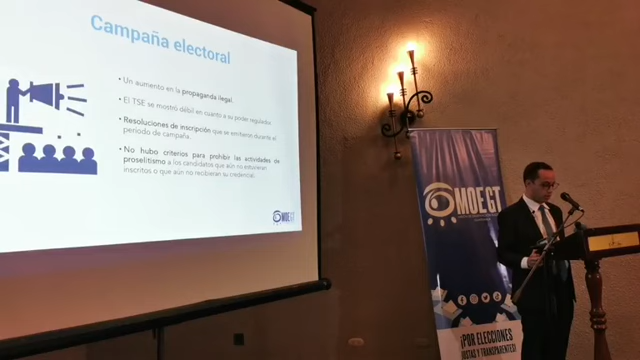 Campaña electoral
• Un aumento en la propaganda ilegal.
• El TSE se mostró débil en cuanto a su poder regulador.
• Resoluciones de inscripción que se emitieron durante el
período de campaña.
• No hubo criterios para prohibir las actividades de
proselitismo a los candidatos que aún no estuvieran
inscritos o que aún no recibieran su credencial.
MOEGT
MOEGT
¡POR ELECCIONES
JUSTAS Y TRANSPARENTES!